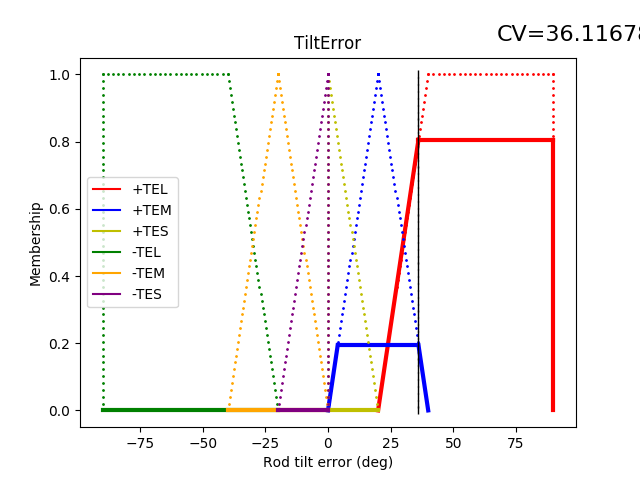 CV=36.11678
TiltError
1.0
0.8
0.6
0.4
0.2
0.0
Membership
+TEL
+TEM
+TES
-TEL
-TEM
-TES
−75 −50 −25 0 25 50 75
Rod tilt error (deg)